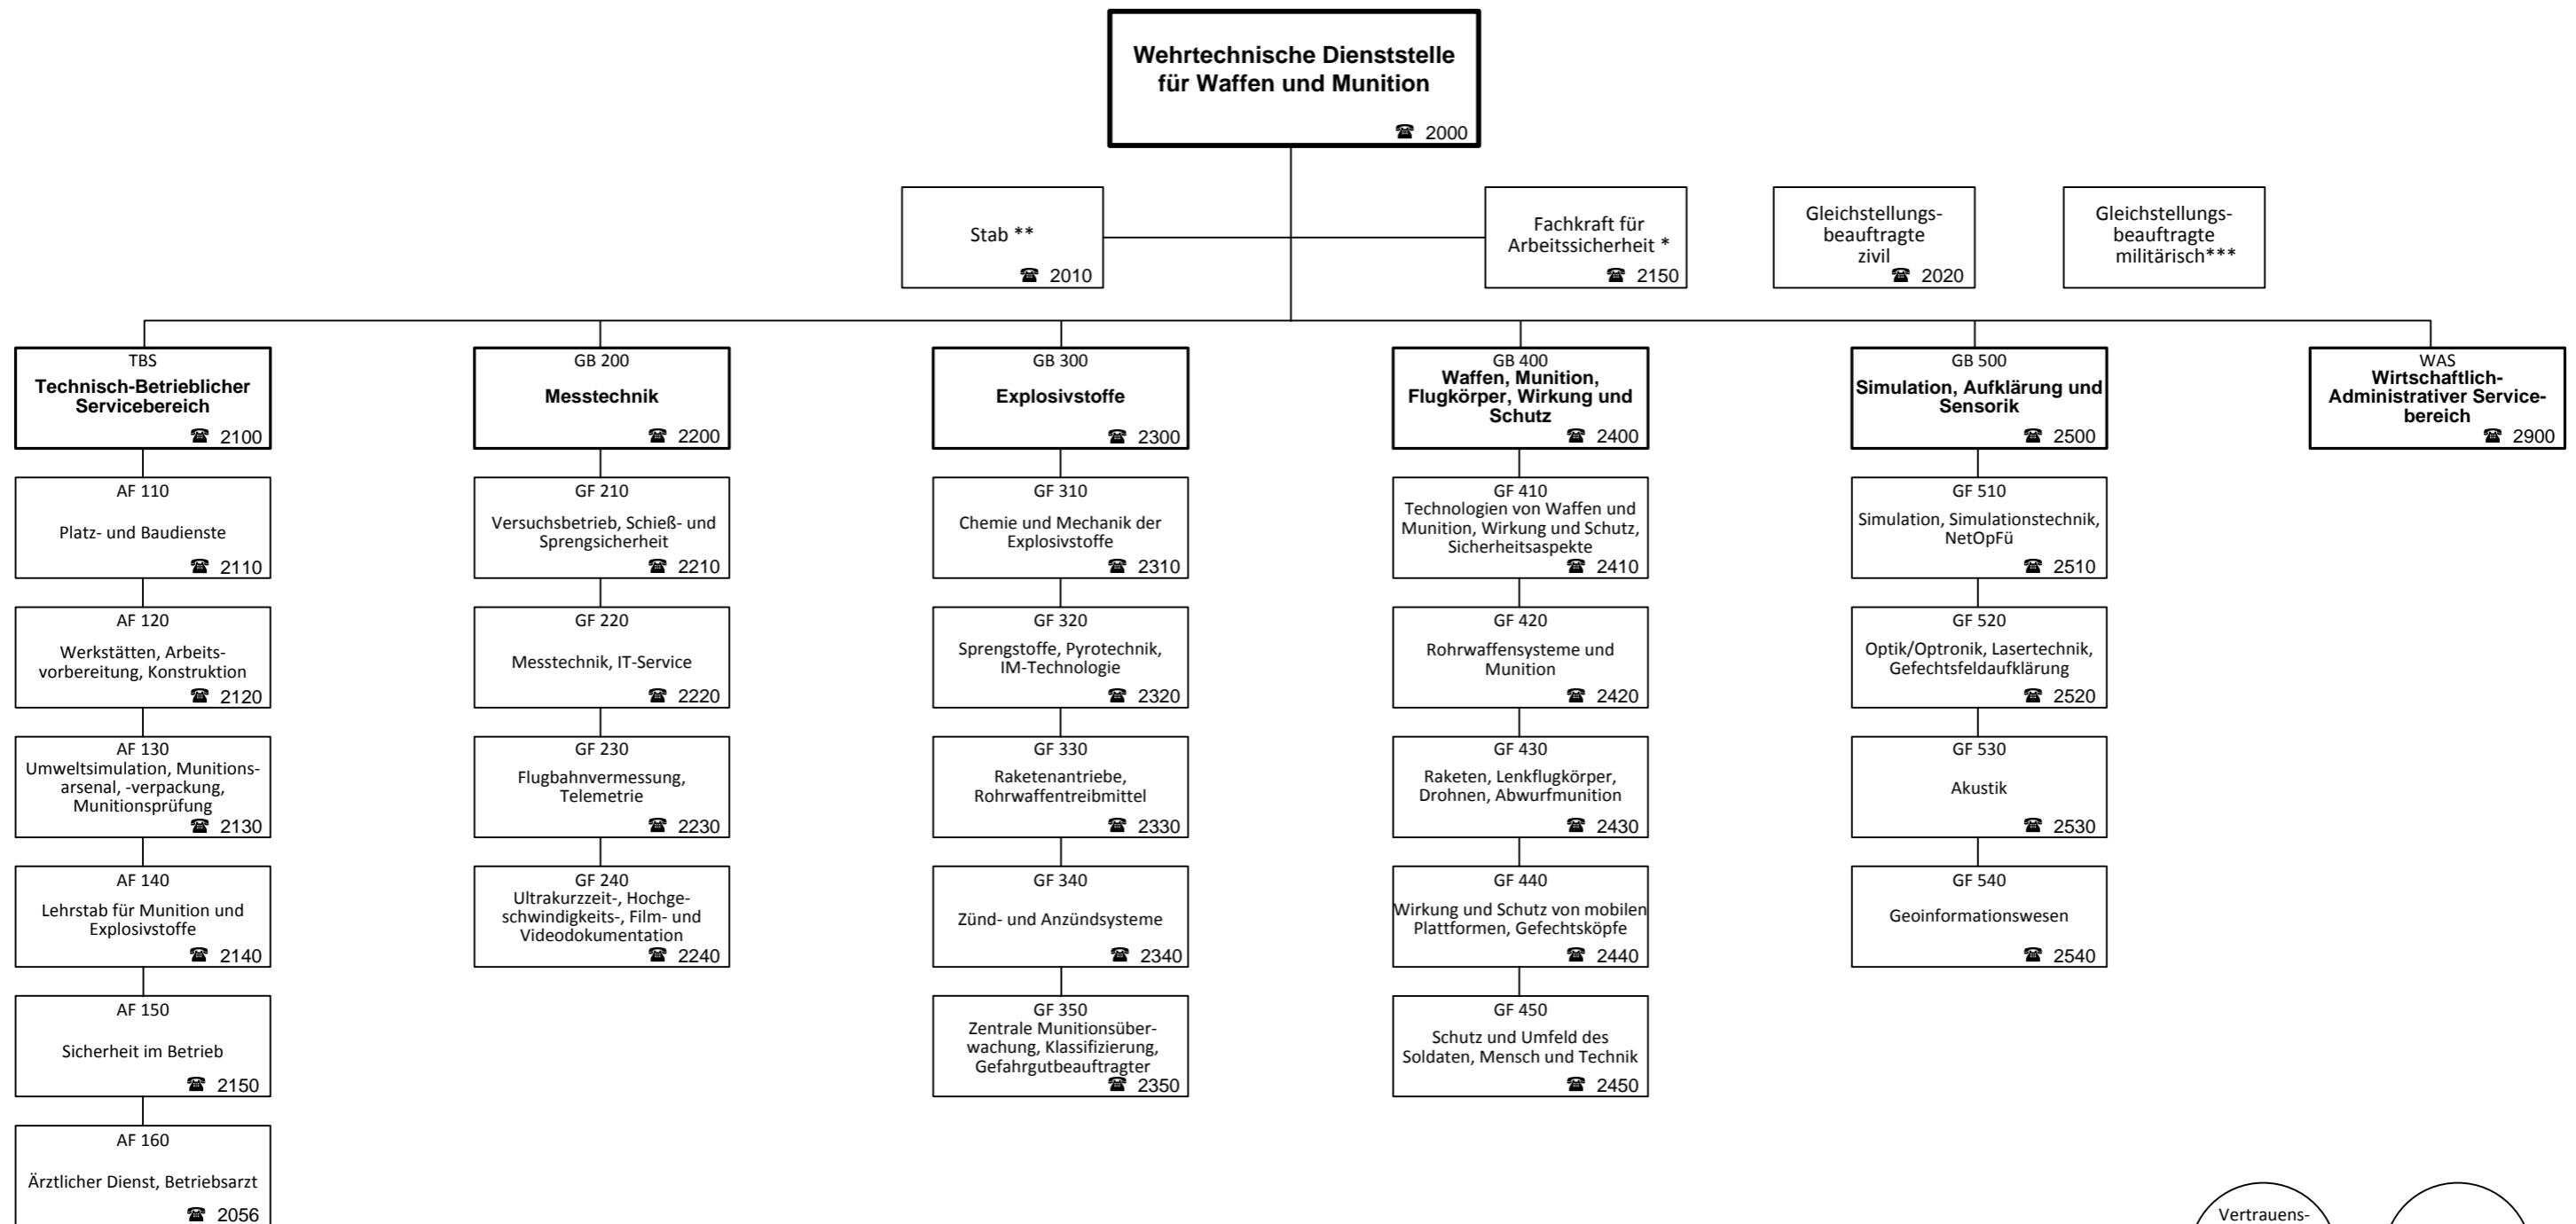 Wehrtechnische Dienststelle
für Waffen und Munition
☎ 2000
Stab **
☎ 2010
Fachkraft für
Arbeitssicherheit *
☎ 2150
Gleichstellungs-
beauftragte
zivil
☎ 2020
Gleichstellungs-
beauftragte
militärisch***
TBS
Technisch-Betrieblicher
Servicebereich
☎ 2100
AF 110
Platz- und Baudienste
☎ 2110
AF 120
Werkstätten, Arbeits-
vorbereitung, Konstruktion
☎ 2120
AF 130
Umweltsimulation, Munitions-
arsenal, -verpackung,
Munitionsprüfung
☎ 2130
AF 140
Lehrstab für Munition und
Explosivstoffe
☎ 2140
AF 150
Sicherheit im Betrieb
☎ 2150
AF 160
Ärztlicher Dienst, Betriebsarzt
☎ 2056
GB 200
Messtechnik
☎ 2200
GF 210
Versuchsbetrieb, Schieß- und
Sprengsicherheit
☎ 2210
GF 220
Messtechnik, IT-Service
☎ 2220
GF 230
Flugbahnvermessung,
Telemetrie
☎ 2230
GF 240
Ultrakurzzeit-, Hochge-
schwindigkeits-, Film- und
Videodokumentation
☎ 2240
GB 300
Explosivstoffe
☎ 2300
GF 310
Chemie und Mechanik der
Explosivstoffe
☎ 2310
GF 320
Sprengstoffe, Pyrotechnik,
IM-Technologie
☎ 2320
GF 330
Raketenantriebe,
Rohrwaffentreibmittel
☎ 2330
GF 340
Zünd- und Anzündsysteme
☎ 2340
GF 350
Zentrale Munitionsüber-
wachung, Klassifizierung,
Gefahrgutbeauftragter
☎ 2350
GB 400
Waffen, Munition,
Flugkörper, Wirkung und
Schutz
☎ 2400
GF 410
Technologien von Waffen und
Munition, Wirkung und Schutz,
Sicherheitsaspekte
☎ 2410
GF 420
Rohrwaffensysteme und
Munition
☎ 2420
GF 430
Raketen, Lenkflugkörper,
Drohnen, Abwurfmunition
☎ 2430
GF 440
Wirkung und Schutz von mobilen
Plattformen, Gefechtsköpfe
☎ 2440
GF 450
Schutz und Umfeld des
Soldaten, Mensch und Technik
☎ 2450
GB 500
Simulation, Aufklärung und
Sensorik
☎ 2500
GF 510
Simulation, Simulationstechnik,
NetOpFü
☎ 2510
GF 520
Optik/Optronik, Lasertechnik,
Gefechtsfeldaufklärung
☎ 2520
GF 530
Akustik
☎ 2530
GF 540
Geoinformationswesen
☎ 2540
WAS
Wirtschaftlich-
Administrativer Service-
bereich
☎ 2900
Vertrauens-